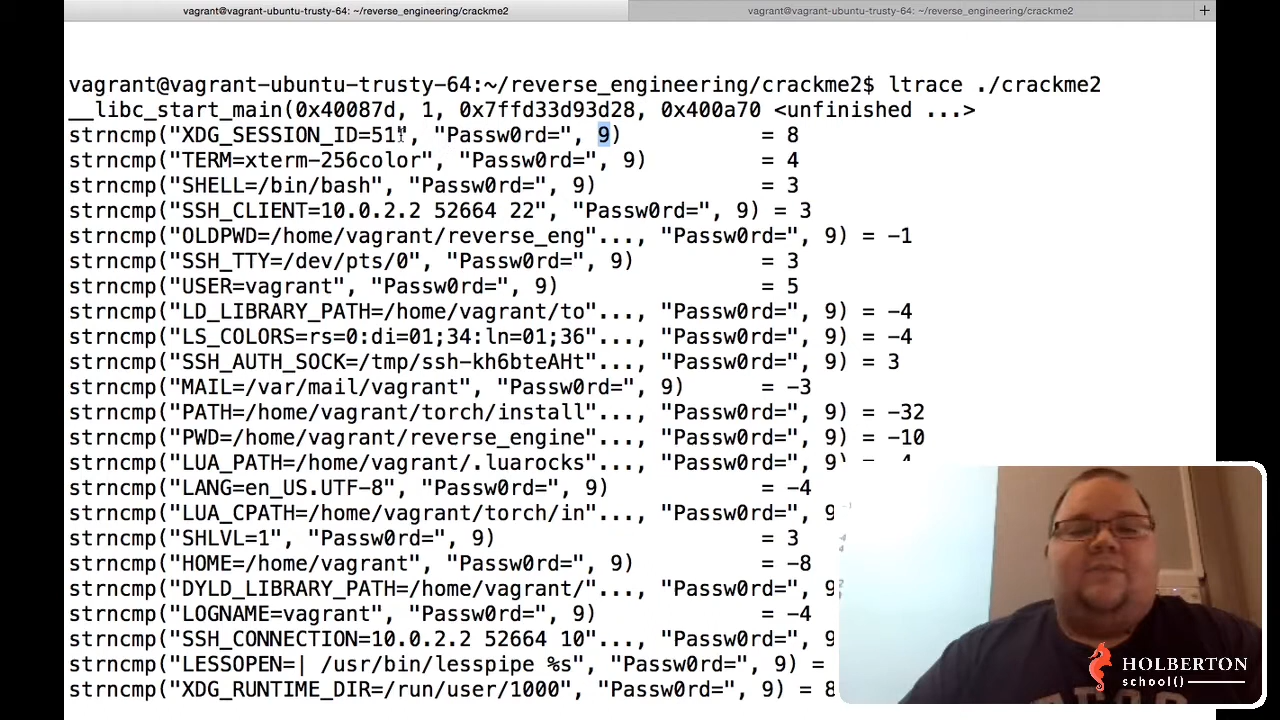 vagrant@vagrant-ubuntu-trusty-64: ~/reverse_engineering/crackme2
vagrant@vagrant-ubuntu-trusty-64: ~/reverse_engineering/crackme2
+
vagrant@vagrant-ubuntu-trusty-64:~/reverse_engineering/crackme2$ ltrace ./crackme2
__libc_start_main(0x40087d, 1, 0x7ffd33d93d28, 0x400a70 <unfinished ...>
strncmp("XDG_SESSION_ID=51", "Passw0rd=", 9) = 8
strncmp("TERM=xterm-256color", "Passw0rd=", 9) = 4
strncmp("SHELL=/bin/bash", "Passw0rd=", 9) = 3
strncmp("SSH_CLIENT=10.0.2.2 52664 22", "Passw0rd=", 9) = 3
strncmp("OLDPWD=/home/vagrant/reverse_eng"..., "Passw0rd=", 9) = -1
strncmp("SSH_TTY=/dev/pts/0", "Passw0rd=", 9) = 3
strncmp("USER=vagrant", "Passw0rd=", 9) = 5
strncmp("LD_LIBRARY_PATH=/home/vagrant/to"..., "Passw0rd=", 9) = -4
strncmp("LS_COLORS=rs=0:di=01;34:ln=01;36"..., "Passw0rd=", 9) = -4
strncmp("SSH_AUTH_SOCK=/tmp/ssh-kh6bteAHt"..., "Passw0rd=", 9) = 3
strncmp("MAIL=/var/mail/vagrant", "Passw0rd=", 9) = -3
strncmp("PATH=/home/vagrant/torch/install"..., "Passw0rd=", 9) = -32
strncmp("PWD=/home/vagrant/reverse_engine"..., "Passw0rd=", 9) = -10
strncmp("LUA_PATH=/home/vagrant/.luarocks"..., "Passw0rd=", 9
strncmp("LANG=en_US.UTF-8", "Passw0rd=", 9) = -4
strncmp("LUA_CPATH=/home/vagrant/torch/in"..., "Passw0rd=", 9
strncmp("SHLVL=1", "Passw0rd=", 9) = 3
strncmp("HOME=/home/vagrant", "Passw0rd=", 9) = -8
strncmp("DYLD_LIBRARY_PATH=/home/vagrant/"..., "Passw0rd=", 9
strncmp("LOGNAME=vagrant", "Passw0rd=", 9) = -4
strncmp("SSH_CONNECTION=10.0.2.2 52664 10"..., "Passw0rd=", 9
strncmp("LESSOPEN=| /usr/bin/lesspipe %s", "Passw0rd=", 9) =
strncmp("XDG_RUNTIME_DIR=/run/user/1000", "Passw0rd=", 9) = 8
HOLBERTON
school()